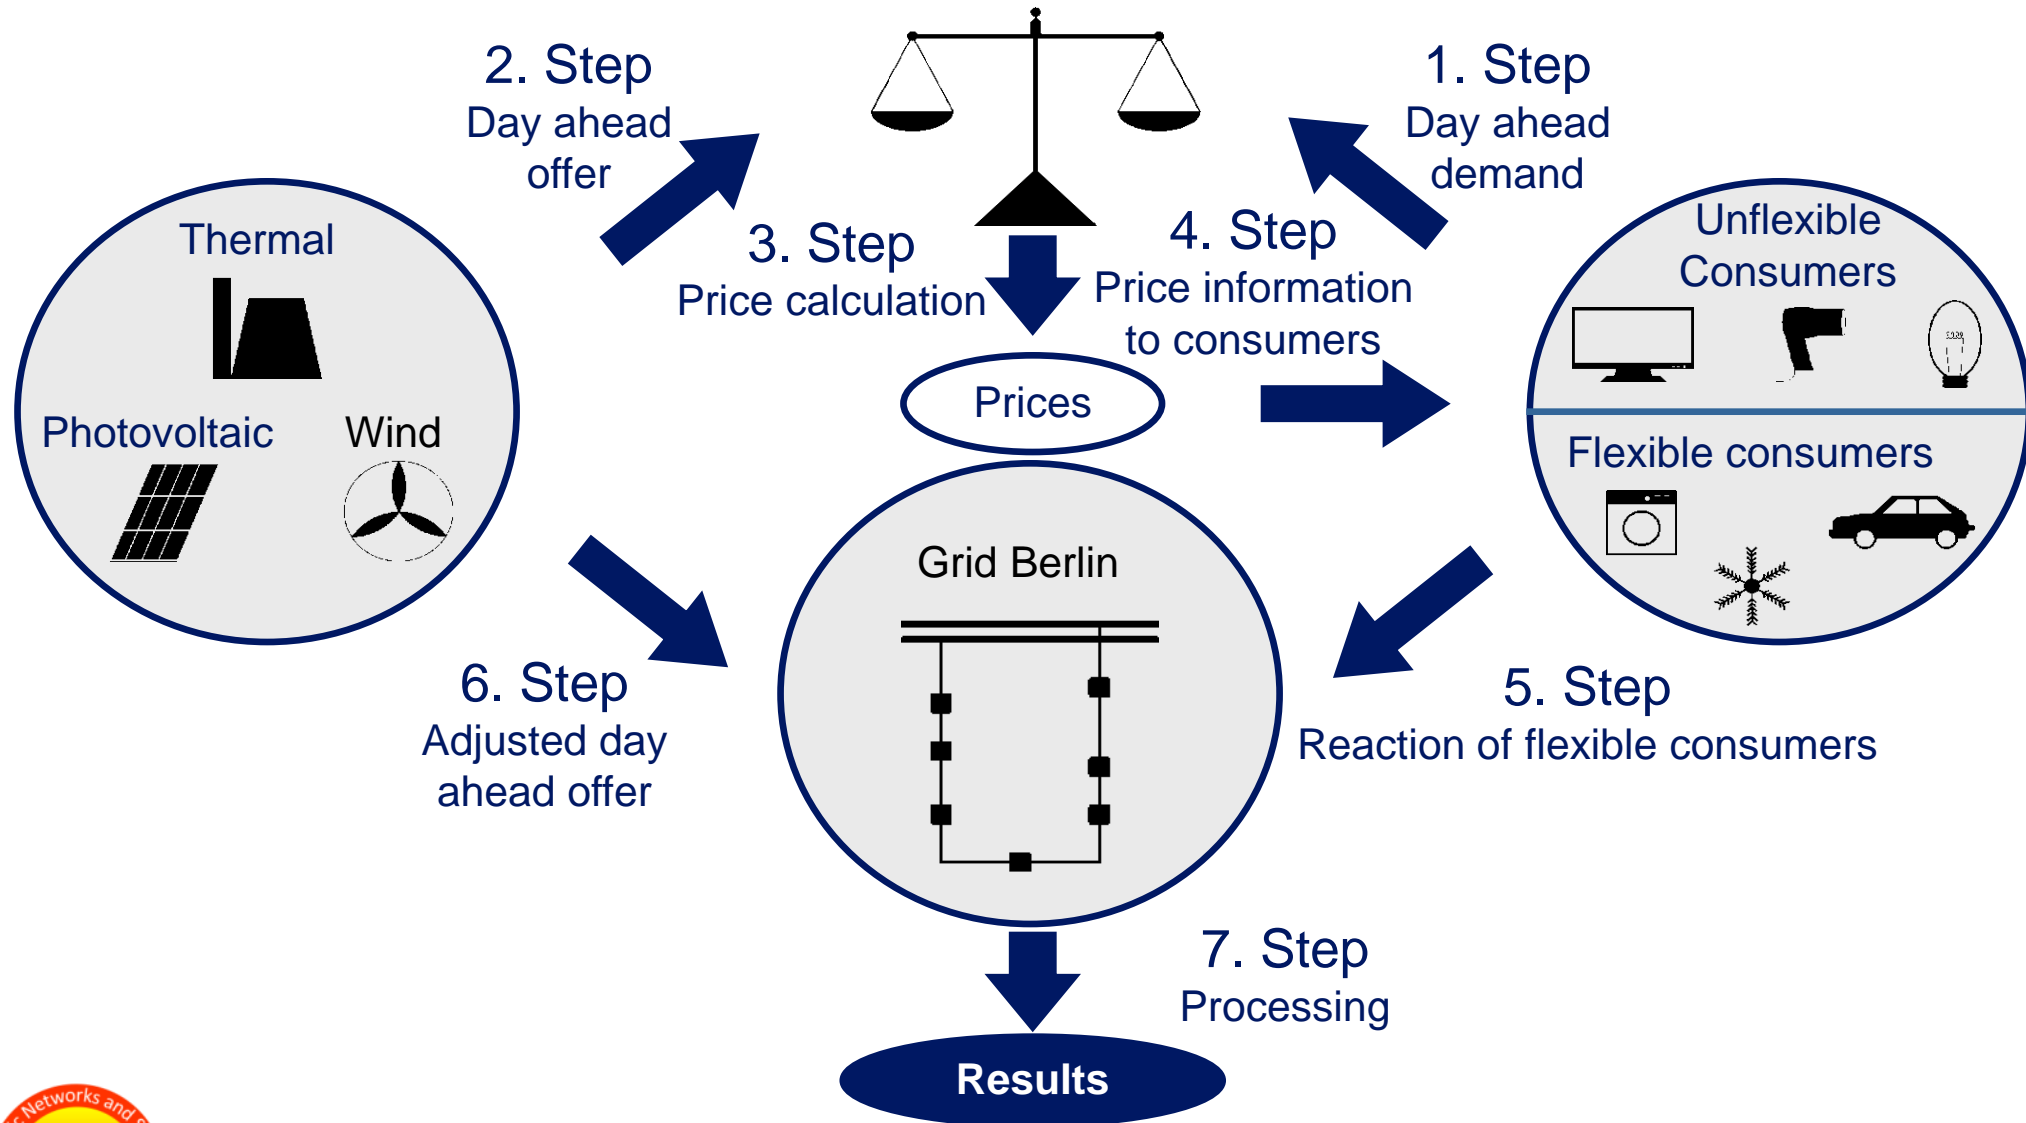 2. Step
Day ahead
offer
1. Step
Day ahead
demand
Thermal
Photovoltaic
Wind
3. Step
Price calculation
4. Step
Price information
to consumers
Prices
Unflexible
Consumers
Flexible consumers
Grid Berlin
6. Step
Adjusted day
ahead offer
5. Step
Reaction of flexible consumers
7. Step
Processing
Results
Networks and